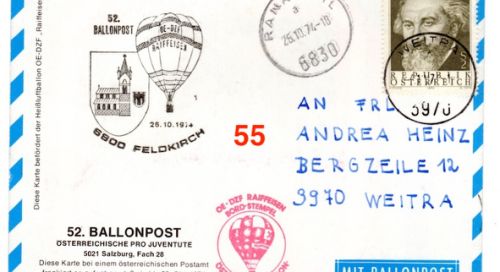 Diese Karte befördert der Heißluftballon OE-DZF „Raiffeisen
52.
BALLONPOST
OE-DZF
RAIFFEISEN
1
26.10.1974
6800 FELDKIRCH
26.10.74-18
6830
WEITRA
3970
REPUBLIK
ÖSTERREICH
55
AN FRL
ANDREA HEINZ
BERGZEILE 12
3970 WEITRA
OE-DZF RAIFFEISEN
BORD-STEMPEL
52. BALLONPOST
ÖSTERREICHISCHE PRO JUVENTUTE
5021 Salzburg, Fach 28
Diese Karte bei einem österreichischen Postamt
MIT BALLONPOST